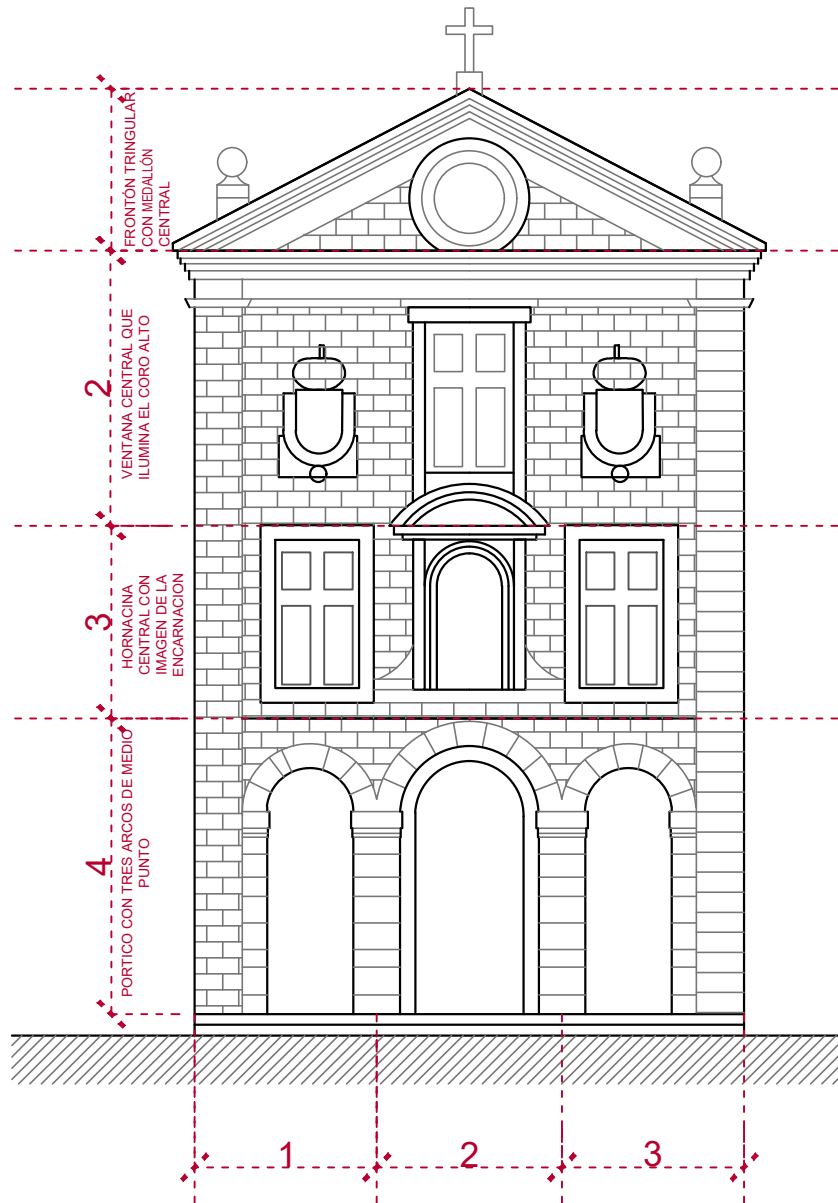 FRONTÓN TRINGULAR
CON MEDALLÓN
CENTRAL
2
VENTANA CENTRAL QUE
ILUMINA EL CORO ALTO
3
HORNACINA
CENTRAL CON
IMAGEN DE LA
ENCARNACION
4
PORTICO CON TRES ARCOS DE MEDIO
PUNTO
1
2
3